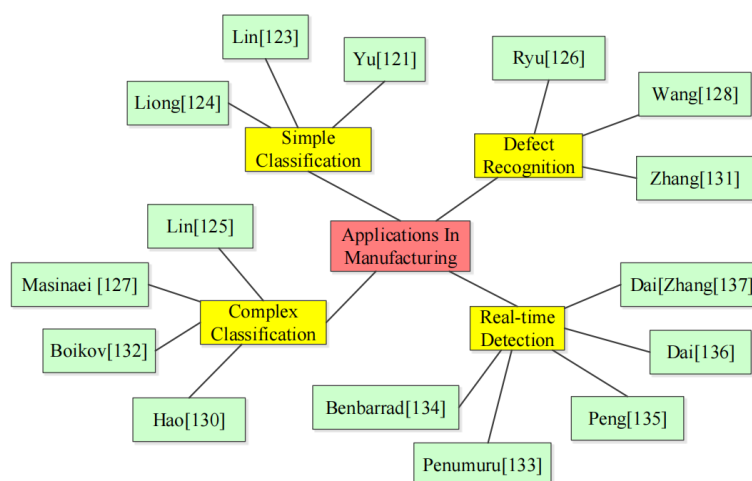 Lin[123]
Yu[121]
Ryu[126]
Liong[124]
Wang[128]
Simple
Classification
Defect
Recognition
Zhang[131]
Lin[125]
Applications In
Manufacturing
Masinaei [127]
Dai[Zhang[137]
Complex
Classification
Real-time
Detection
Boikov[132]
Dai[136]
Benbarrad[134]
Peng[135]
Hao[130]
Penumuru[133]